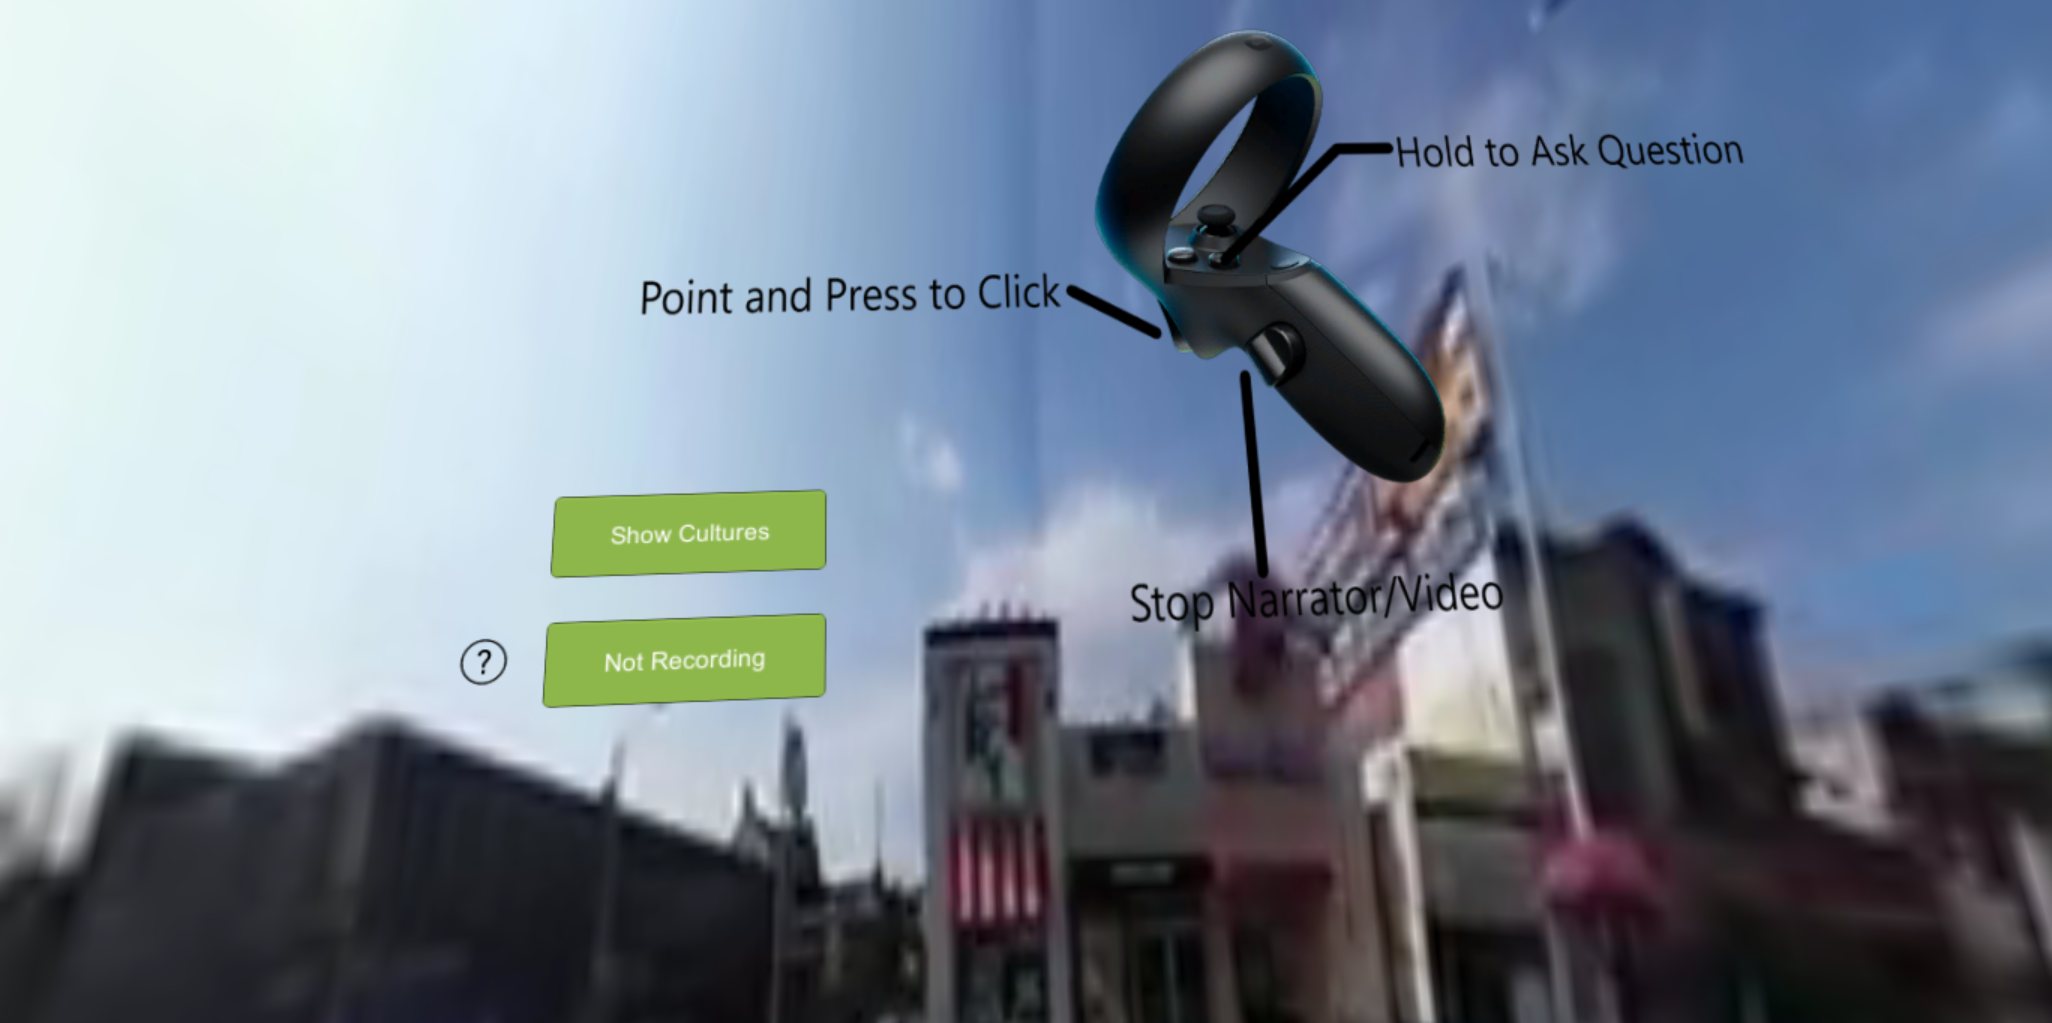 Hold to Ask Question
Point and Press to Click
Show Cultures
Stop Narrator/Video
?
Not Recording